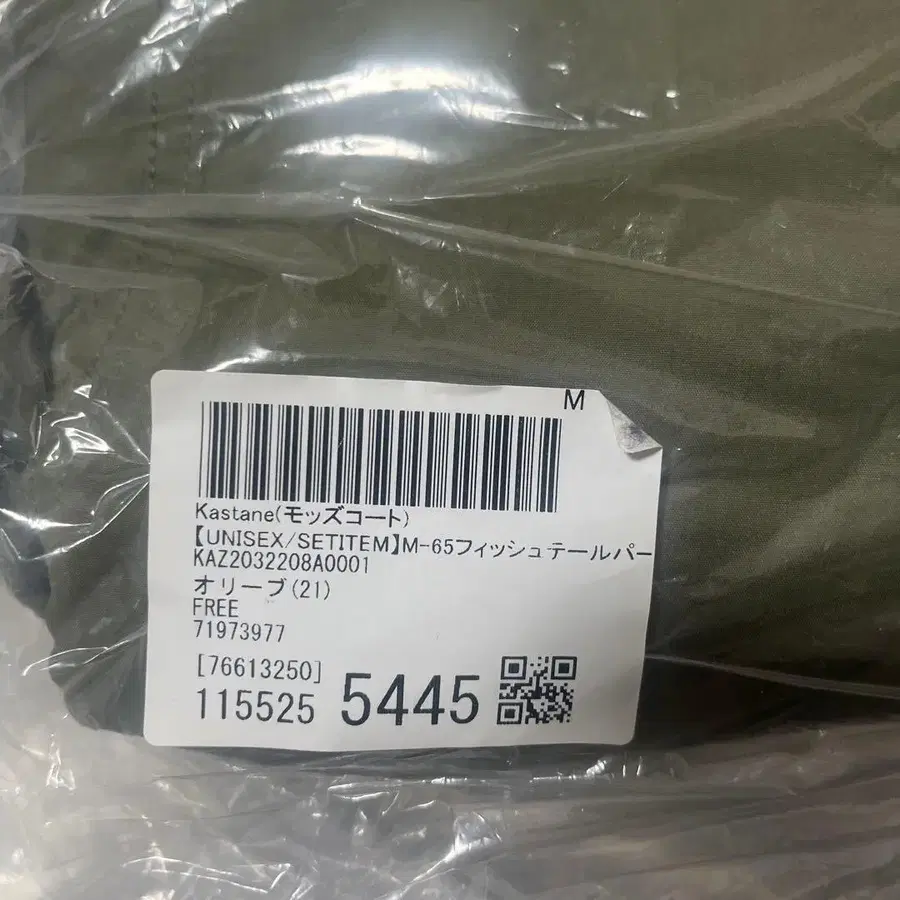 M
Kastane(モッズコート)
【UNISEX/SETITEM】M-65フィッシュテールパー
KAZ2032208A0001
オリーブ(21)
FREE
71973977
[76613250]
115525 5445